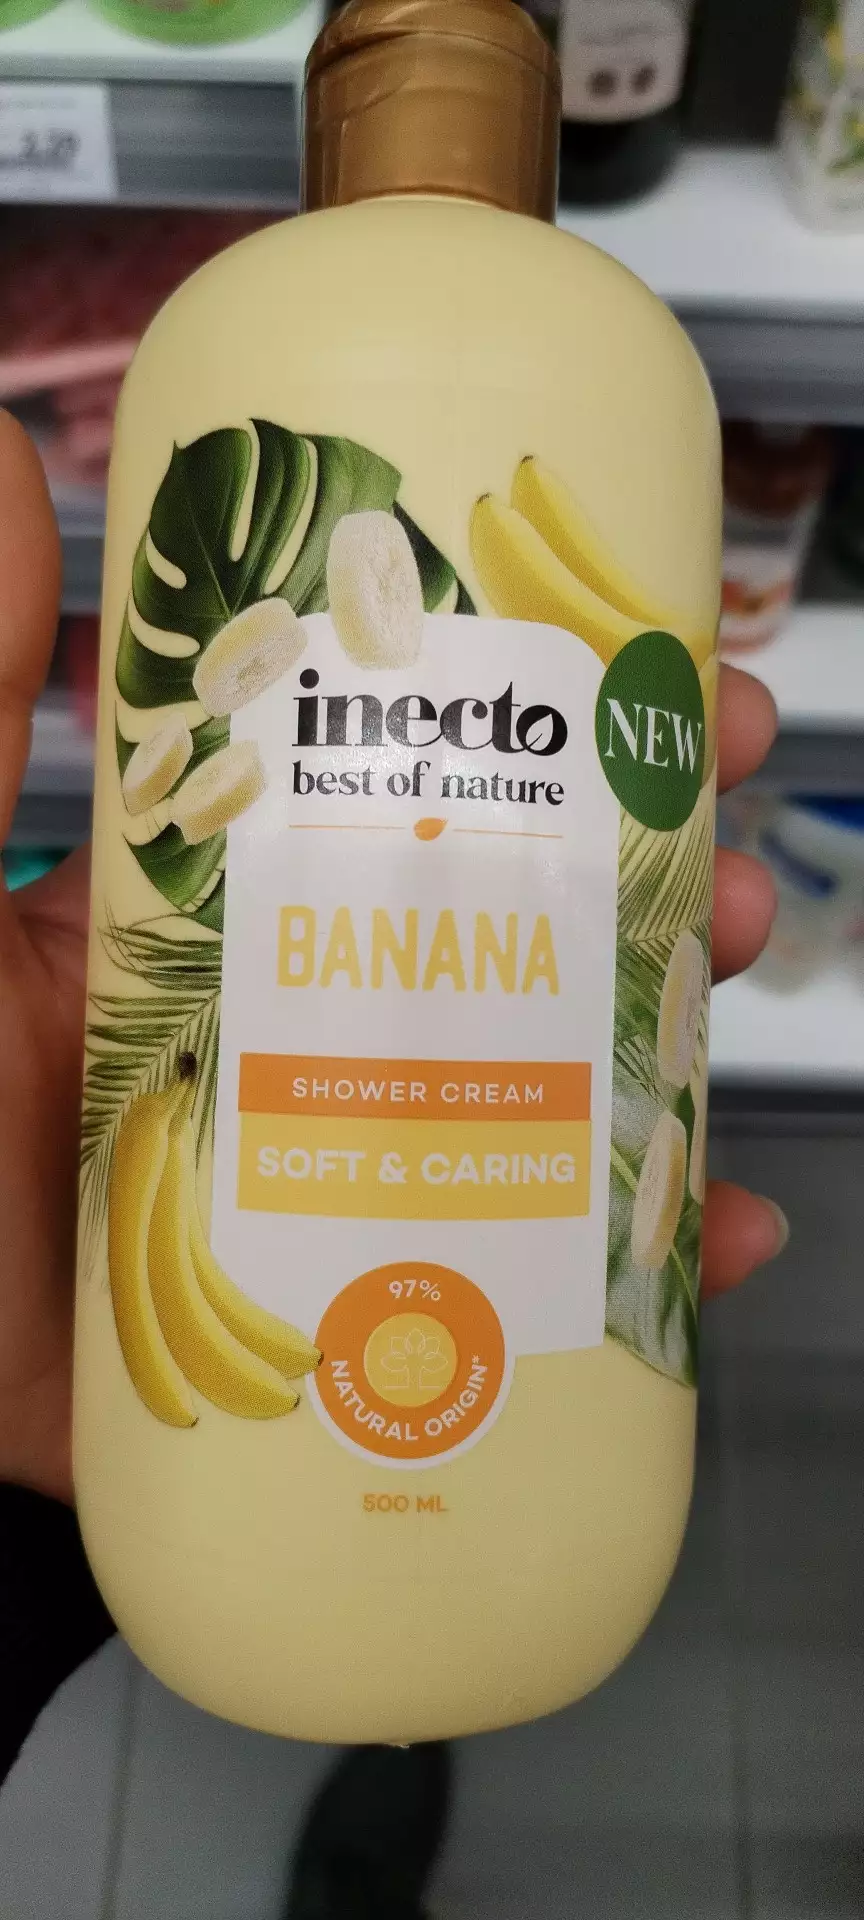 inecto
best of nature
NEW
BANANA
SHOWER CREAM
SOFT & CARING
97%
NATURAL ORIGIN*
500 ML